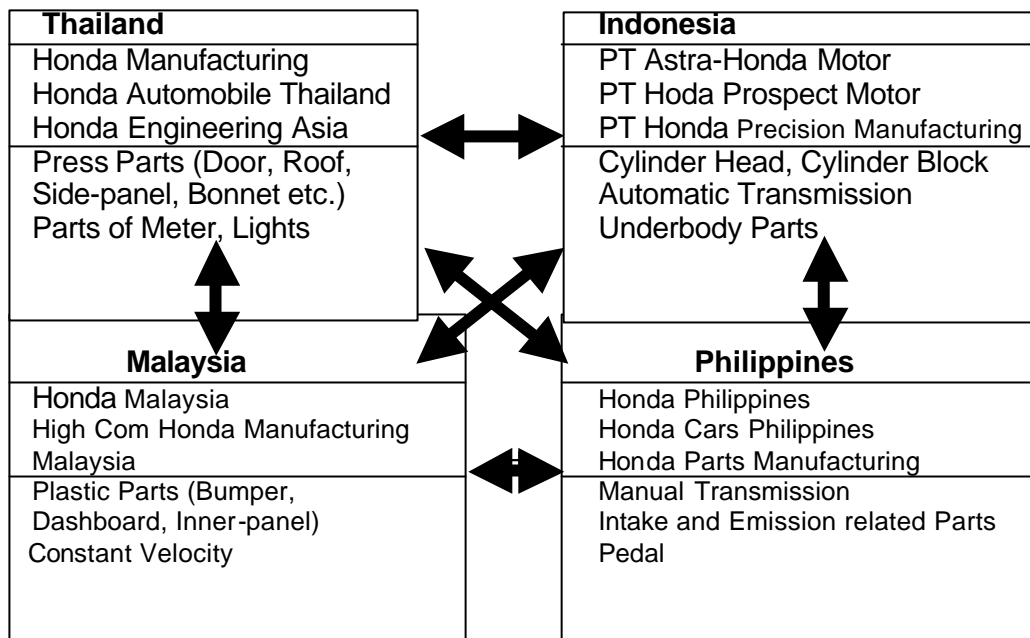 Thailand
Honda Manufacturing
Honda Automobile Thailand
Honda Engineering Asia
Press Parts (Door, Roof,
Side-panel, Bonnet etc.)
Parts of Meter, Lights
Indonesia
PT Astra-Honda Motor
PT Hoda Prospect Motor
PT Honda Precision Manufacturing
Cylinder Head, Cylinder Block
Automatic Transmission
Underbody Parts
Malaysia
Honda Malaysia
High Com Honda Manufacturing
Malaysia
Plastic Parts (Bumper,
Dashboard, Inner-panel)
Constant Velocity
Philippines
Honda Philippines
Honda Cars Philippines
Honda Parts Manufacturing
Manual Transmission
Intake and Emission related Parts
Pedal